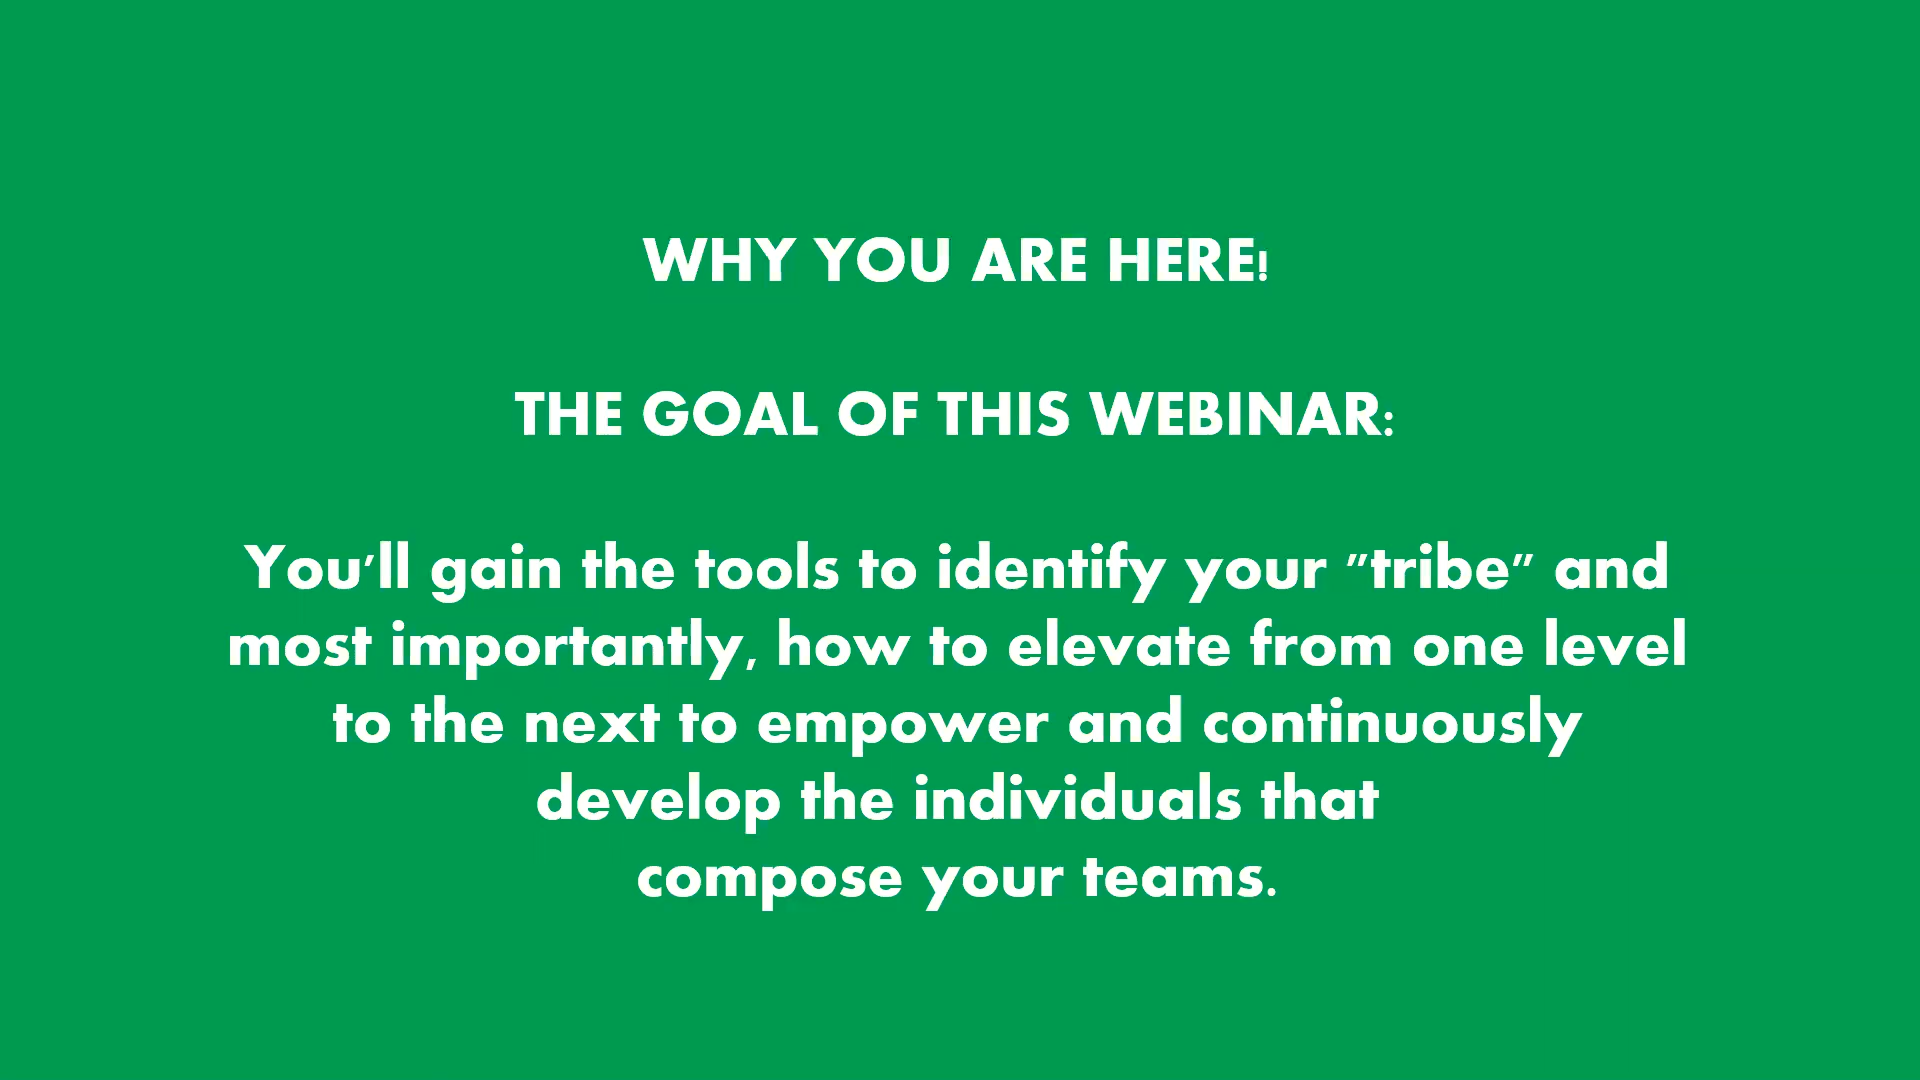 WHY YOU ARE HERE!
THE GOAL OF THIS WEBINAR:
You'll gain the tools to identify your "tribe" and
most importantly, how to elevate from one level
to the next to empower and continuously
develop the individuals that
compose your teams.